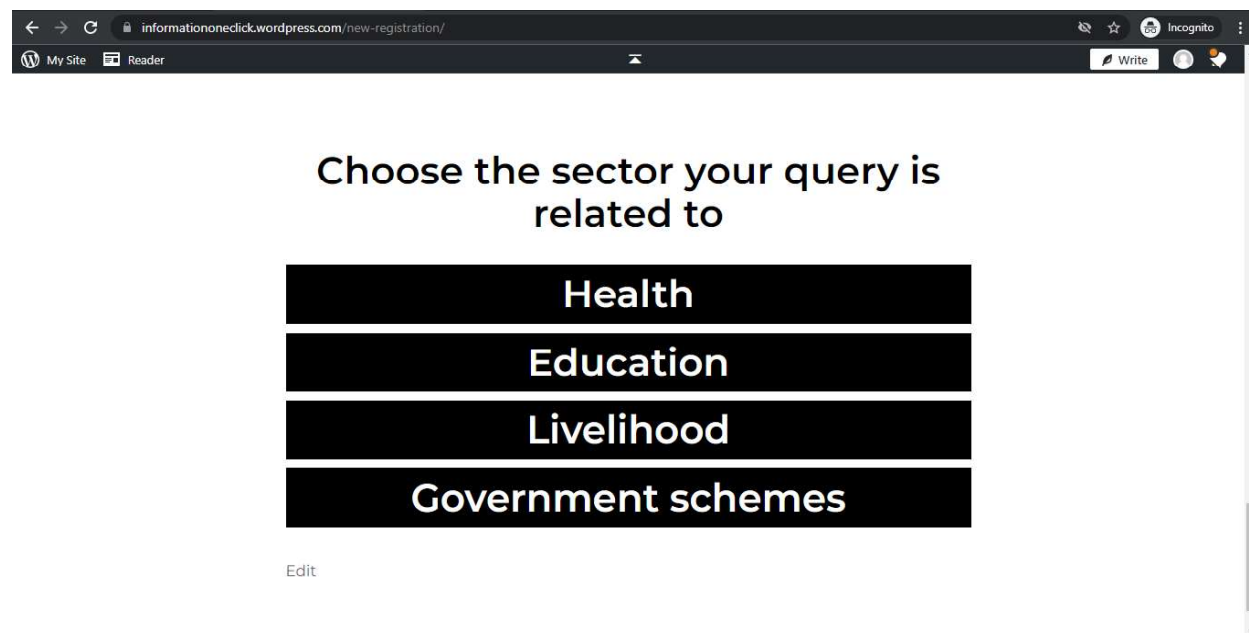 informationoneclick.wordpress.com/new-registration/
Incognito
My Site Reader Write
Choose the sector your query is
related to
Health
Education
Livelihood
Government schemes
Edit